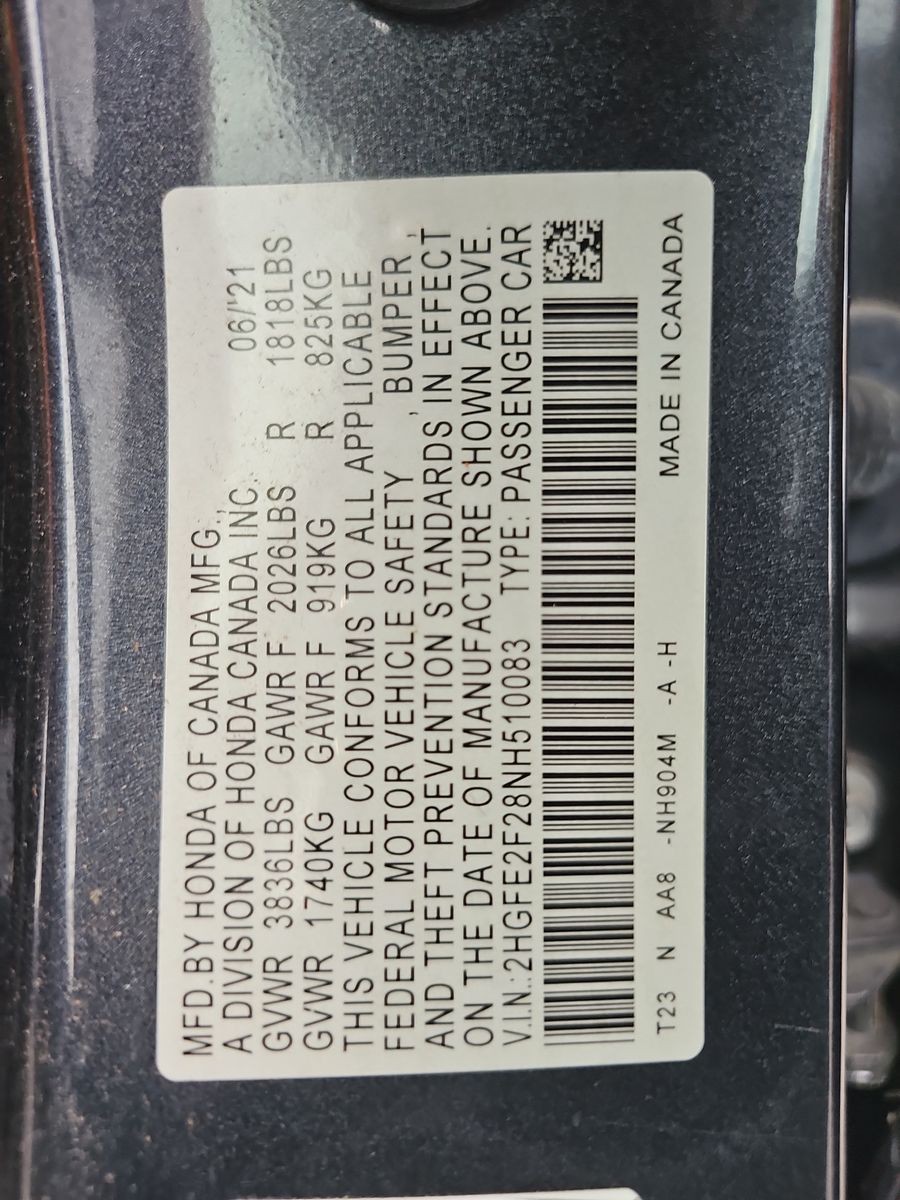 MFD.BY HONDA OF CANADA MFG., 06/'21
A DIVISION OF HONDA CANADA INC.
GVWR 3836LBS GAWR F 2026LBS R 1818LBS
GVWR 1740KG GAWR F 919KG R 825KG
THIS VEHICLE CONFORMS TO ALL APPLICABLE
FEDERAL MOTOR VEHICLE SAFETY, BUMPER,
AND THEFT PREVENTION STANDARDS IN EFFECT
ON THE DATE OF MANUFACTURE SHOWN ABOVE.
V.I.N.:2HGFE2F28NH510083 TYPE: PASSENGER CAR
T23 N AA8 -NH904M -A -H MADE IN CANADA